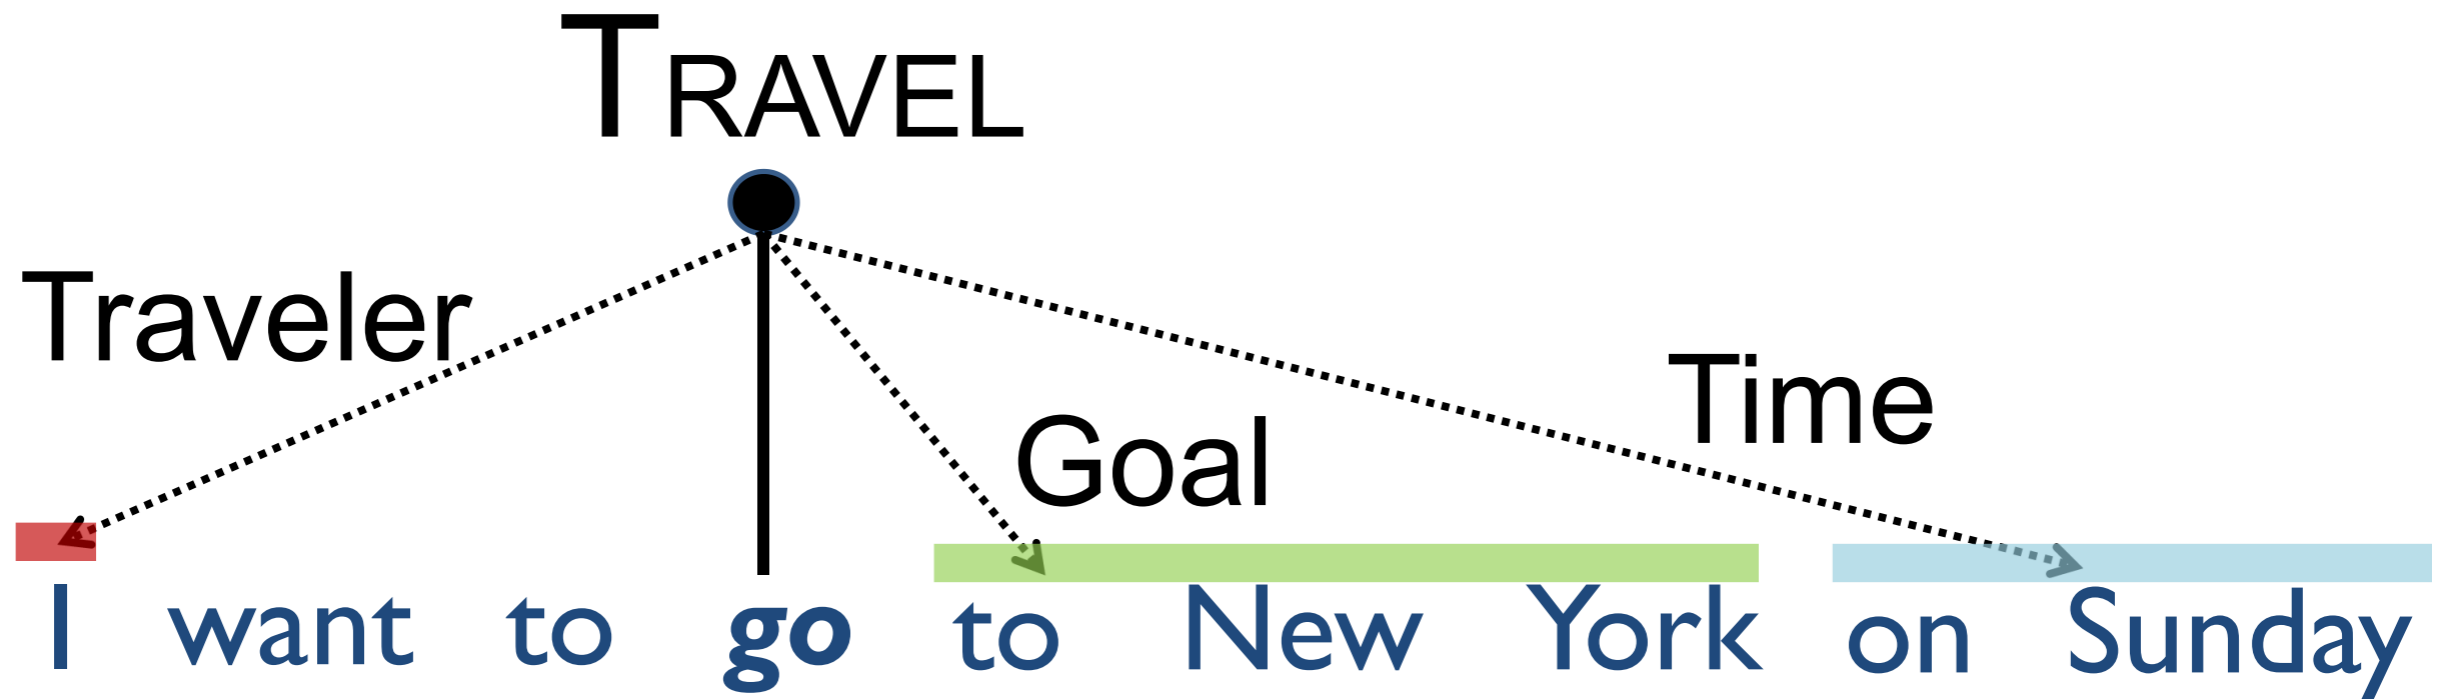 TRAVEL
Traveler
Time
Goal
I want to go to New York on Sunday